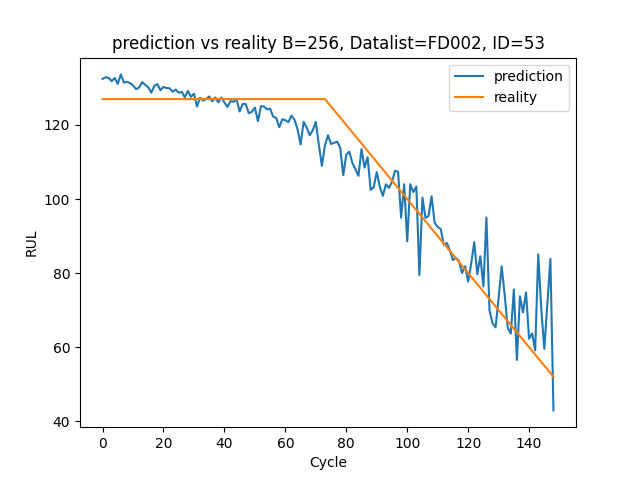 prediction vs reality B=256, Datalist=FD002, ID=53
prediction
reality
RUL
120
100
80
60
40
0 20 40 60 80 100 120 140
Cycle